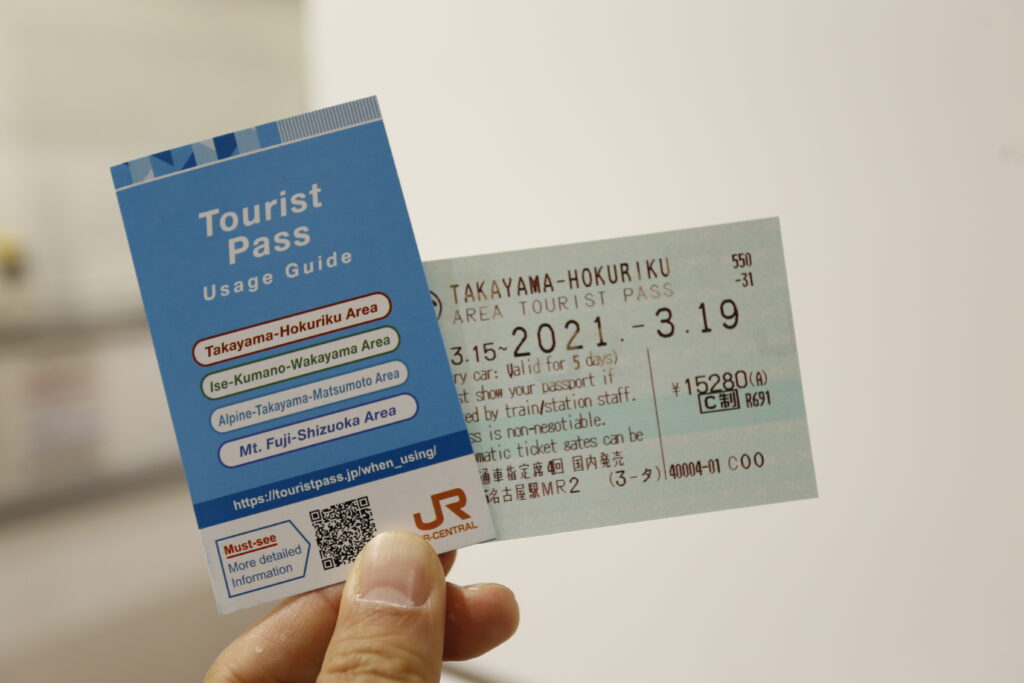 Tourist
Pass
Usage Guide
Takayama-Hokuriku Area
Ise-Kumano-Wakayama Area
Alpine-Takayama-Matsumoto Area
Mt. Fuji-Shizuoka Area
https://touristpass.jp/when_using/
Must-see
More detailed
Information
JR
R-CENTRAL
TAKAYAMA-HOKURIKU
AREA TOURIST PASS
550
-31
3.15~2021.-3.19
ry car: Valid for 5 days)
st show your passport if
ed by train/station staff.
ss is non-negotiable.
matic ticket gates can be
¥15280(A)
C制 R691
通車指定席4回 国内発売
名古屋駅MR2 (3-タ) 40004-01 C00